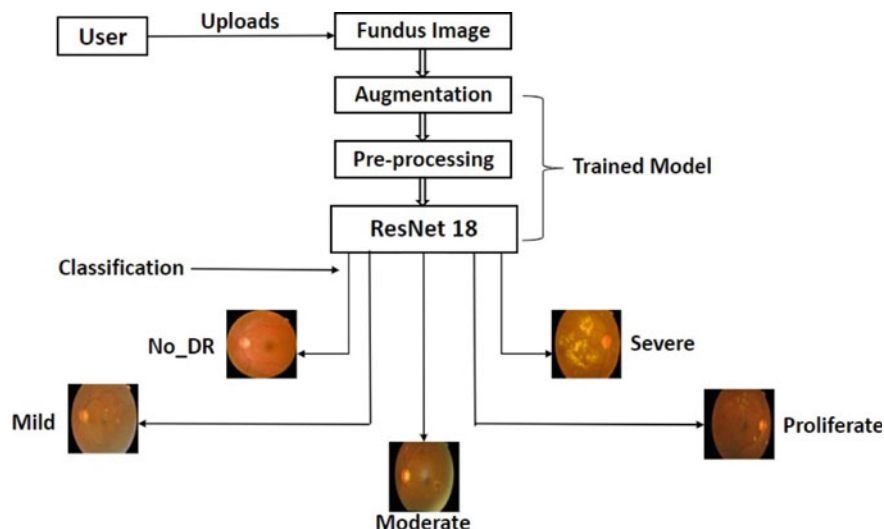 Uploads
User
Fundus Image
Augmentation
Pre-processing
Trained Model
ResNet 18
Classification
No_DR
Severe
Mild
Proliferate
Moderate